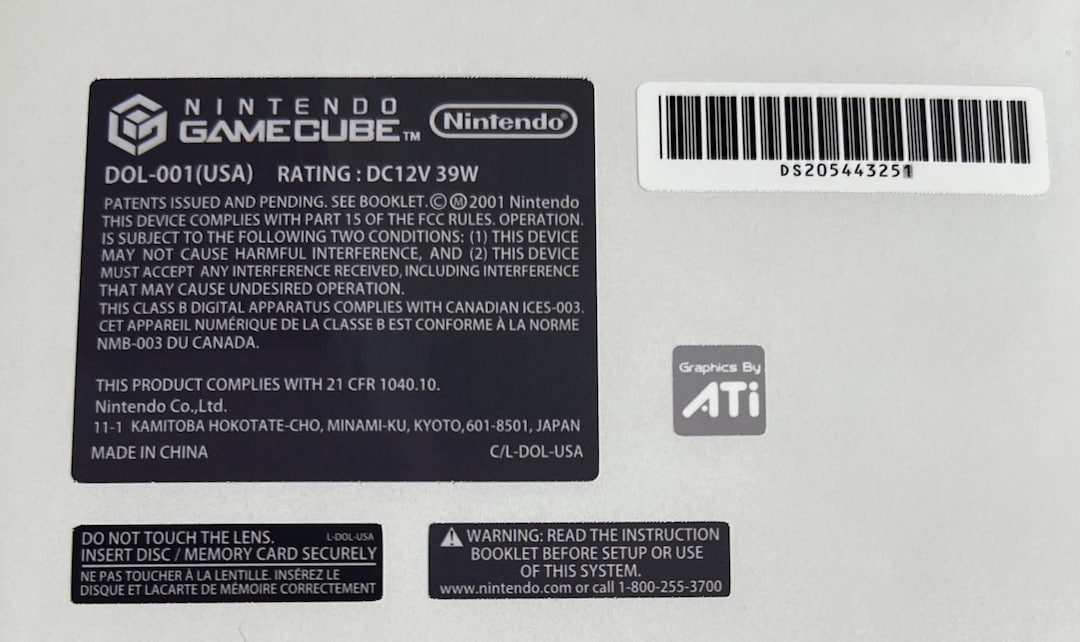 NINTENDO
GAMECUBE™
Nintendo®
DOL-001(USA) RATING : DC12V 39W
PATENTS ISSUED AND PENDING. SEE BOOKLET.Ⓒ Ⓜ 2001 Nintendo
THIS DEVICE COMPLIES WITH PART 15 OF THE FCC RULES. OPERATION.
IS SUBJECT TO THE FOLLOWING TWO CONDITIONS: (1) THIS DEVICE
MAY NOT CAUSE HARMFUL INTERFERENCE, AND (2) THIS DEVICE
MUST ACCEPT ANY INTERFERENCE RECEIVED, INCLUDING INTERFERENCE
THAT MAY CAUSE UNDESIRED OPERATION.
THIS CLASS B DIGITAL APPARATUS COMPLIES WITH CANADIAN ICES-003.
CET APPAREIL NUMÉRIQUE DE LA CLASSE B EST CONFORME À LA NORME
NMB-003 DU CANADA.
THIS PRODUCT COMPLIES WITH 21 CFR 1040.10.
Nintendo Co.,Ltd.
11-1 KAMITOBA HOKOTATE-CHO, MINAMI-KU, KYOTO,601-8501, JAPAN
MADE IN CHINA C/L-DOL-USA
DS205443251
Graphics By
ATi
DO NOT TOUCH THE LENS. L-DOL-USA
INSERT DISC / MEMORY CARD SECURELY
NE PAS TOUCHER À LA LENTILLE. INSÉREZ LE
DISQUE ET LACARTE DE MÉMOIRE CORRECTEMENT
WARNING: READ THE INSTRUCTION
BOOKLET BEFORE SETUP OR USE
OF THIS SYSTEM.
www.nintendo.com or call 1-800-255-3700